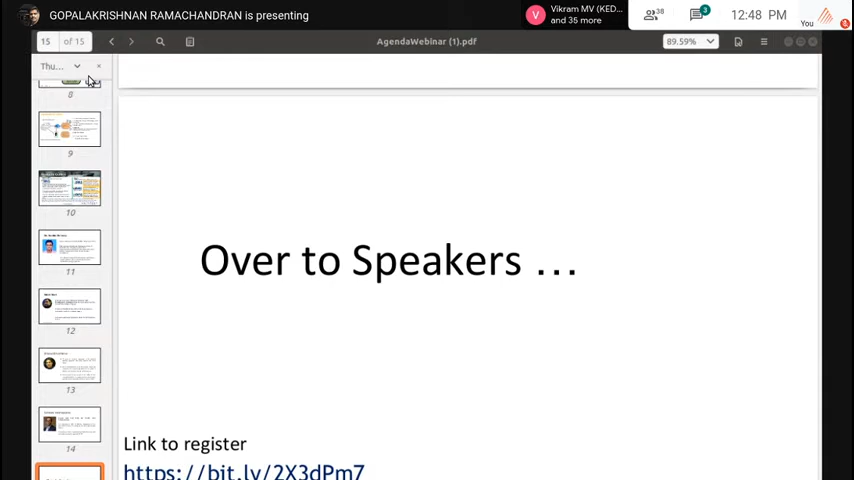 GOPALAKRISHNAN RAMACHANDRAN is presenting
V
Vikram MV (KED...
and 35 more
38
3
12:48 PM
You
15 of 15
AgendaWebinar (1).pdf
89.59%
Thu...
8
9
10
11
12
13
14
Over to Speakers ...
Link to register
https://bit.ly/2X3dPm7